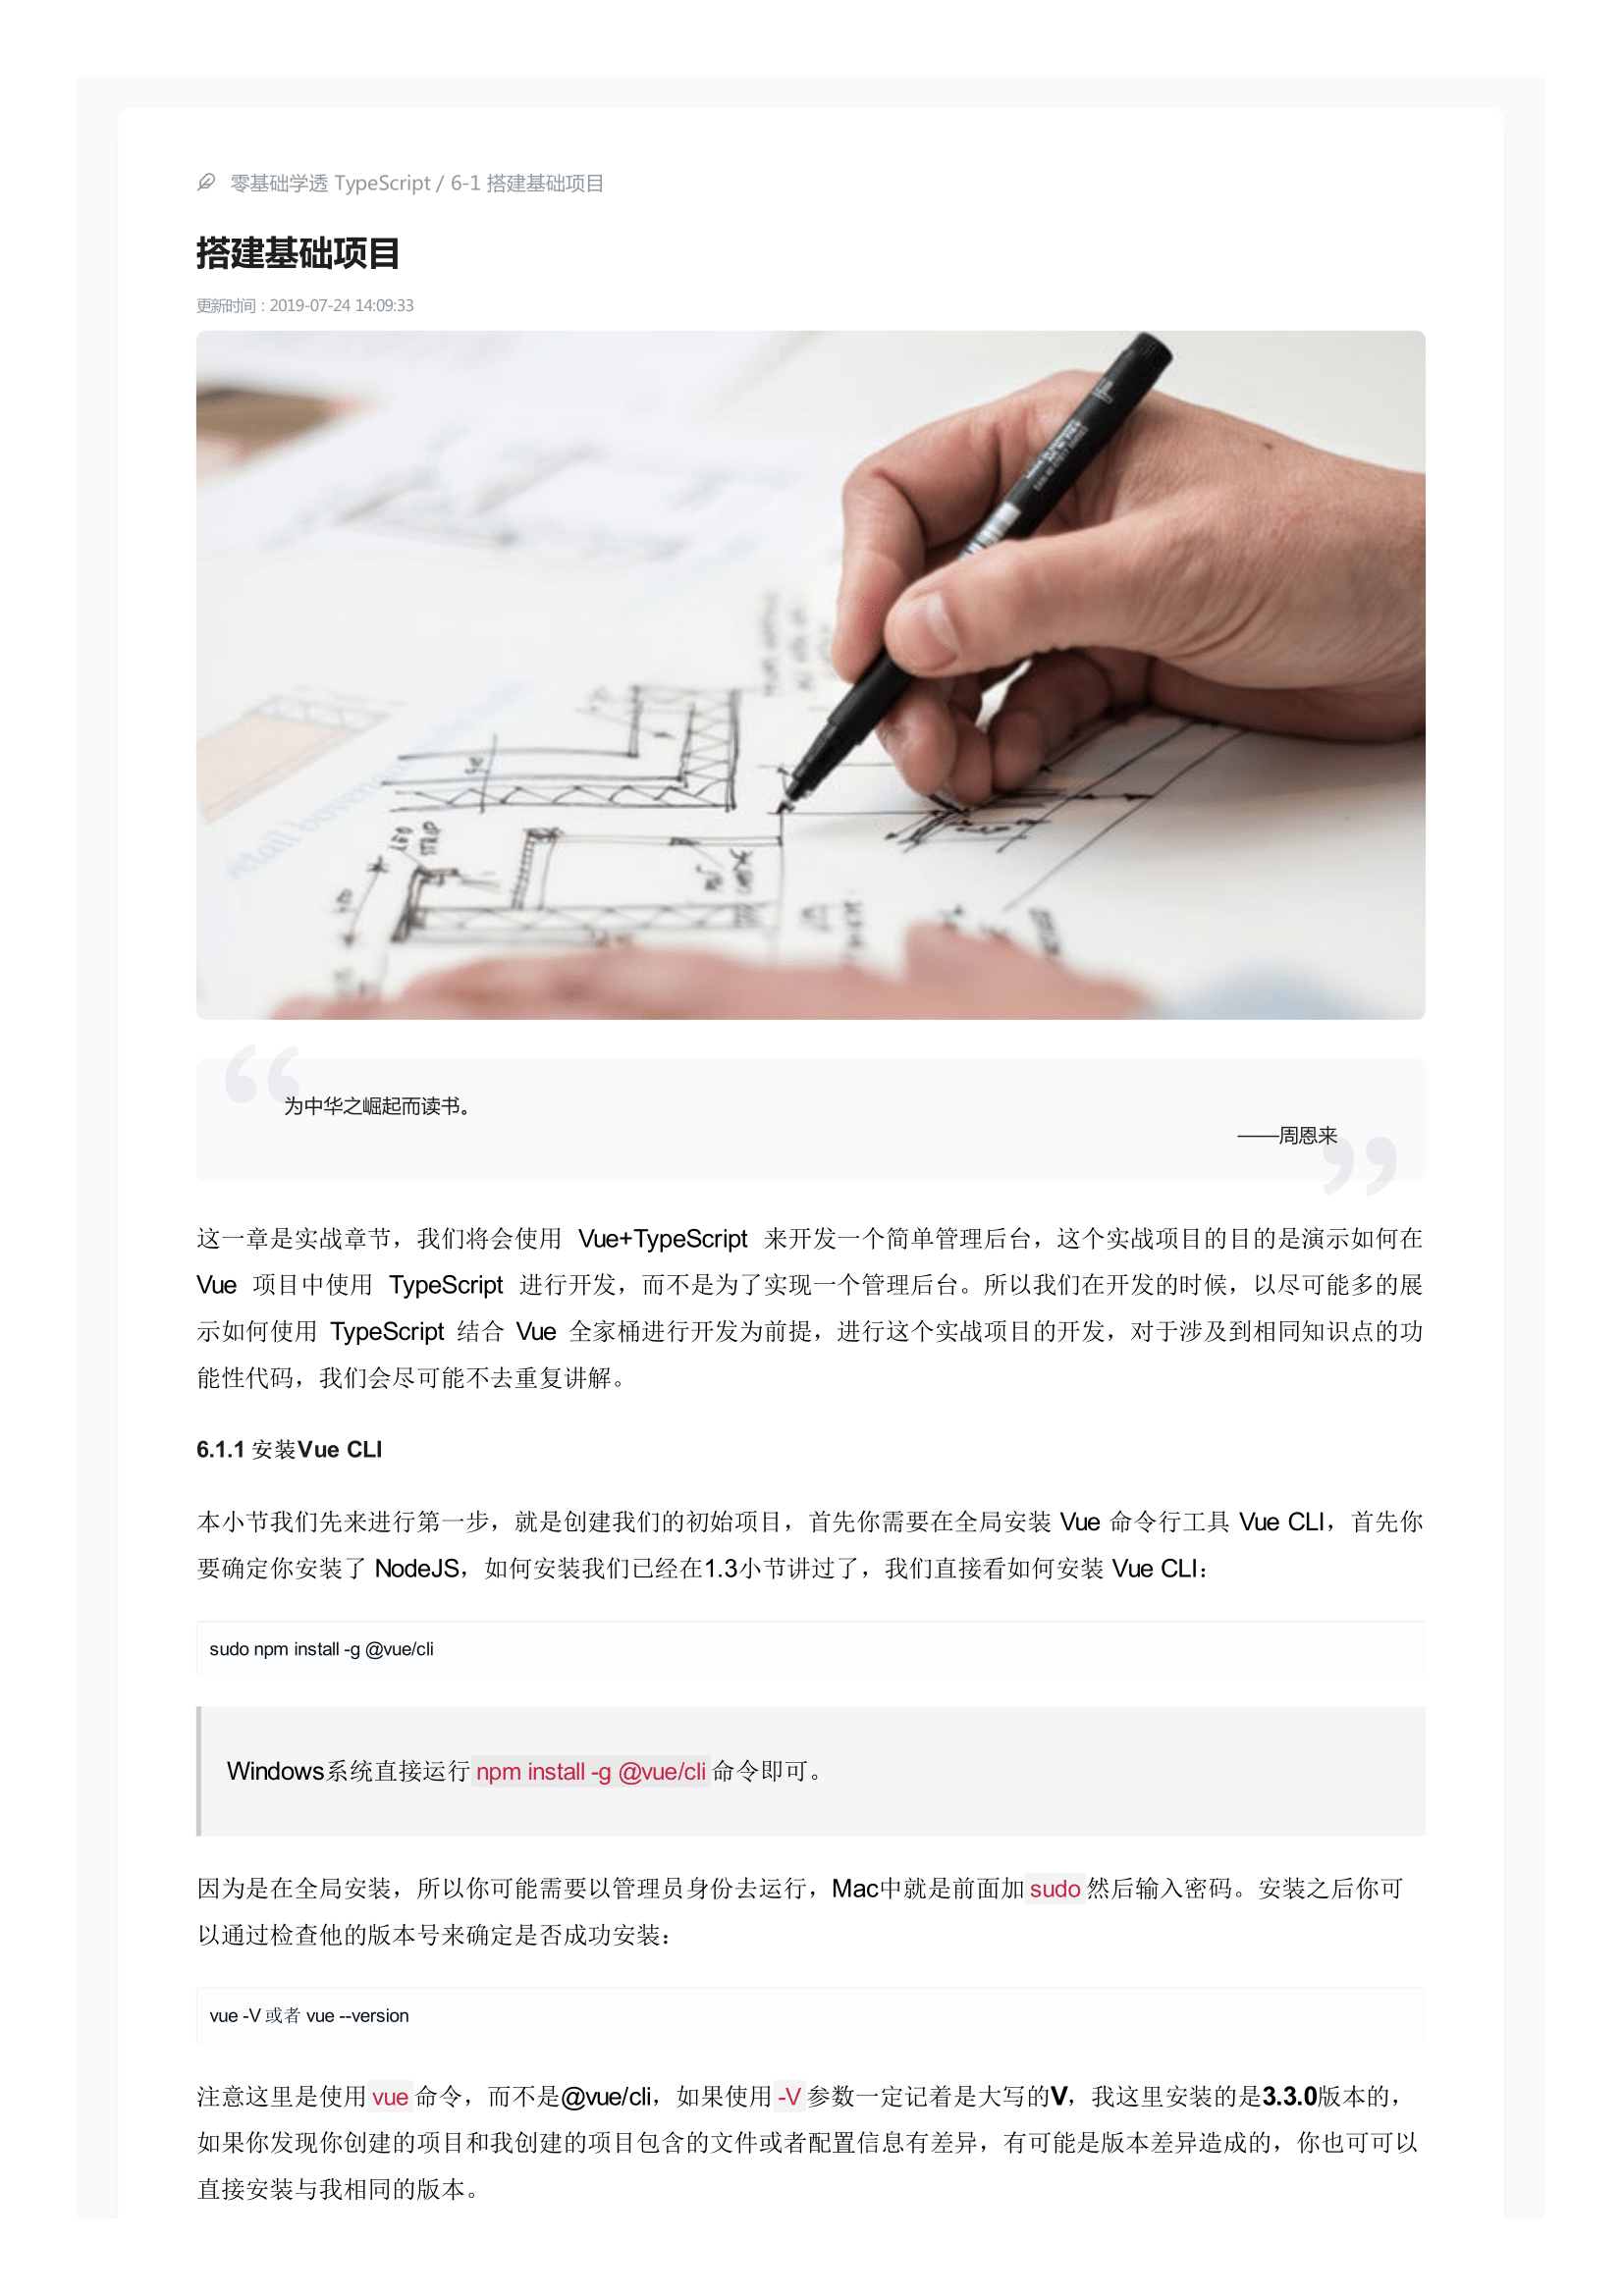 零基础学透 TypeScript / 6-1 搭建基础项目
搭建基础项目
更新时间：2019-07-24 14:09:33
为中华之崛起而读书。
——周恩来
这一章是实战章节，我们将会使用 Vue+TypeScript 来开发一个简单管理后台，这个实战项目的目的是演示如何在
Vue 项目中使用 TypeScript 进行开发，而不是为了实现一个管理后台。所以我们在开发的时候，以尽可能多的展
示如何使用 TypeScript 结合 Vue 全家桶进行开发为前提，进行这个实战项目的开发，对于涉及到相同知识点的功
能性代码，我们会尽可能不去重复讲解。
6.1.1 安装Vue CLI
本小节我们先来进行第一步，就是创建我们的初始项目，首先你需要在全局安装 Vue 命令行工具 Vue CLI，首先你
要确定你安装了 NodeJS，如何安装我们已经在1.3小节讲过了，我们直接看如何安装 Vue CLI：
sudo npm install -g @vue/cli
Windows系统直接运行 npm install -g @vue/cli 命令即可。
因为是在全局安装，所以你可能需要以管理员身份去运行，Mac中就是前面加 sudo 然后输入密码。安装之后你可
以通过检查他的版本号来确定是否成功安装：
vue -V 或者 vue --version
注意这里是使用 vue 命令，而不是@vue/cli，如果使用 -V 参数一定记着是大写的V，我这里安装的是3.3.0版本的，
如果你发现你创建的项目和我创建的项目包含的文件或者配置信息有差异，有可能是版本差异造成的，你也可可以
直接安装与我相同的版本。